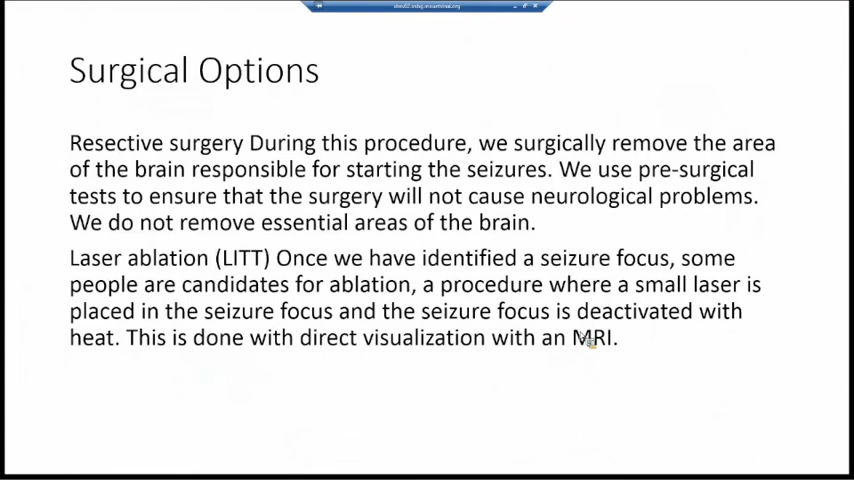 Surgical Options
Resective surgery During this procedure, we surgically remove the area
of the brain responsible for starting the seizures. We use pre-surgical
tests to ensure that the surgery will not cause neurological problems.
We do not remove essential areas of the brain.
Laser ablation (LITT) Once we have identified a seizure focus, some
people are candidates for ablation, a procedure where a small laser is
placed in the seizure focus and the seizure focus is deactivated with
heat. This is done with direct visualization with an MRI.